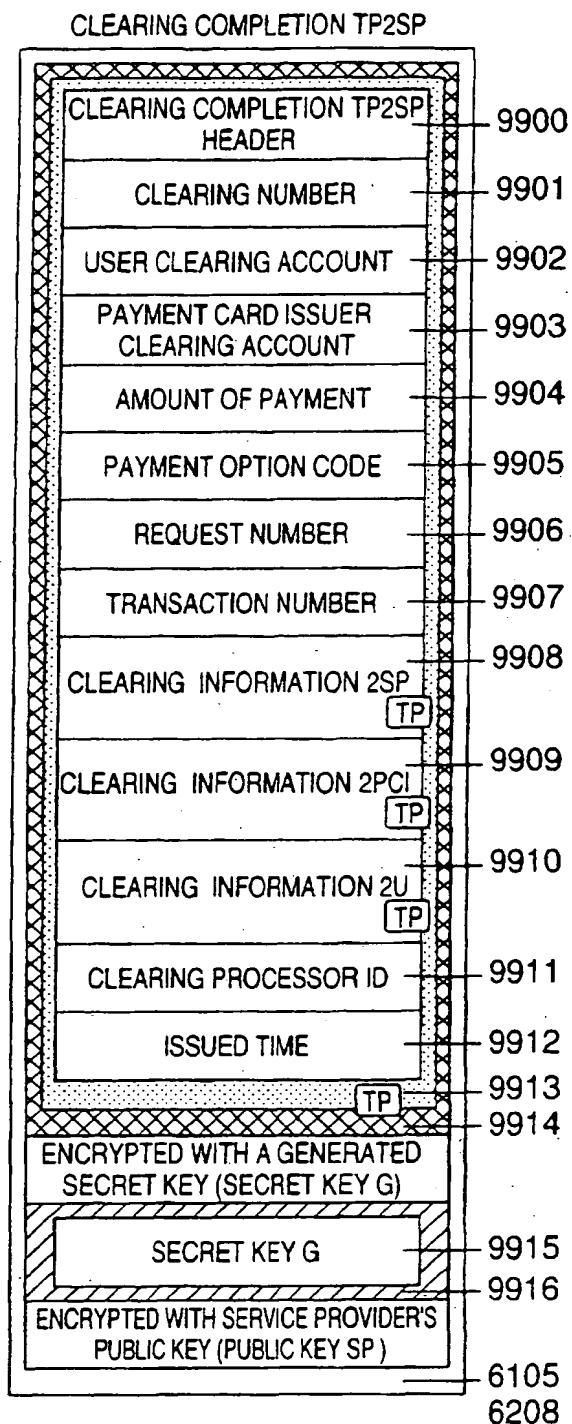 CLEARING COMPLETION TP2SP
CLEARING COMPLETION TP2SP
HEADER
9900
CLEARING NUMBER
9901
USER CLEARING ACCOUNT
9902
PAYMENT CARD ISSUER
CLEARING ACCOUNT
9903
AMOUNT OF PAYMENT
9904
PAYMENT OPTION CODE
9905
REQUEST NUMBER
9906
TRANSACTION NUMBER
9907
9908
CLEARING INFORMATION 2SP
TP
9909
CLEARING INFORMATION 2PCI
TP
9910
CLEARING INFORMATION 2U
TP
CLEARING PROCESSOR ID
9911
ISSUED TIME
9912
9913
TP
9914
ENCRYPTED WITH A GENERATED
SECRET KEY (SECRET KEY G)
SECRET KEY G
9915
9916
ENCRYPTED WITH SERVICE PROVIDER'S
PUBLIC KEY (PUBLIC KEY SP)
6105
6208